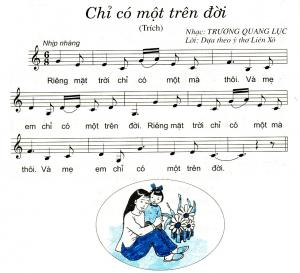 Chỉ có một trên đời
(Trích)
Nhạc: TRƯƠNG QUANG LỤC
Lời: Dựa theo ý thơ Liên Xô
Nhịp nhàng
Riêng mặt trời chỉ có một mà thôi. Và mẹ
em chỉ có một trên đời. Riêng mặt trời chỉ có một mà
thôi. Và mẹ em chỉ có một trên đời.